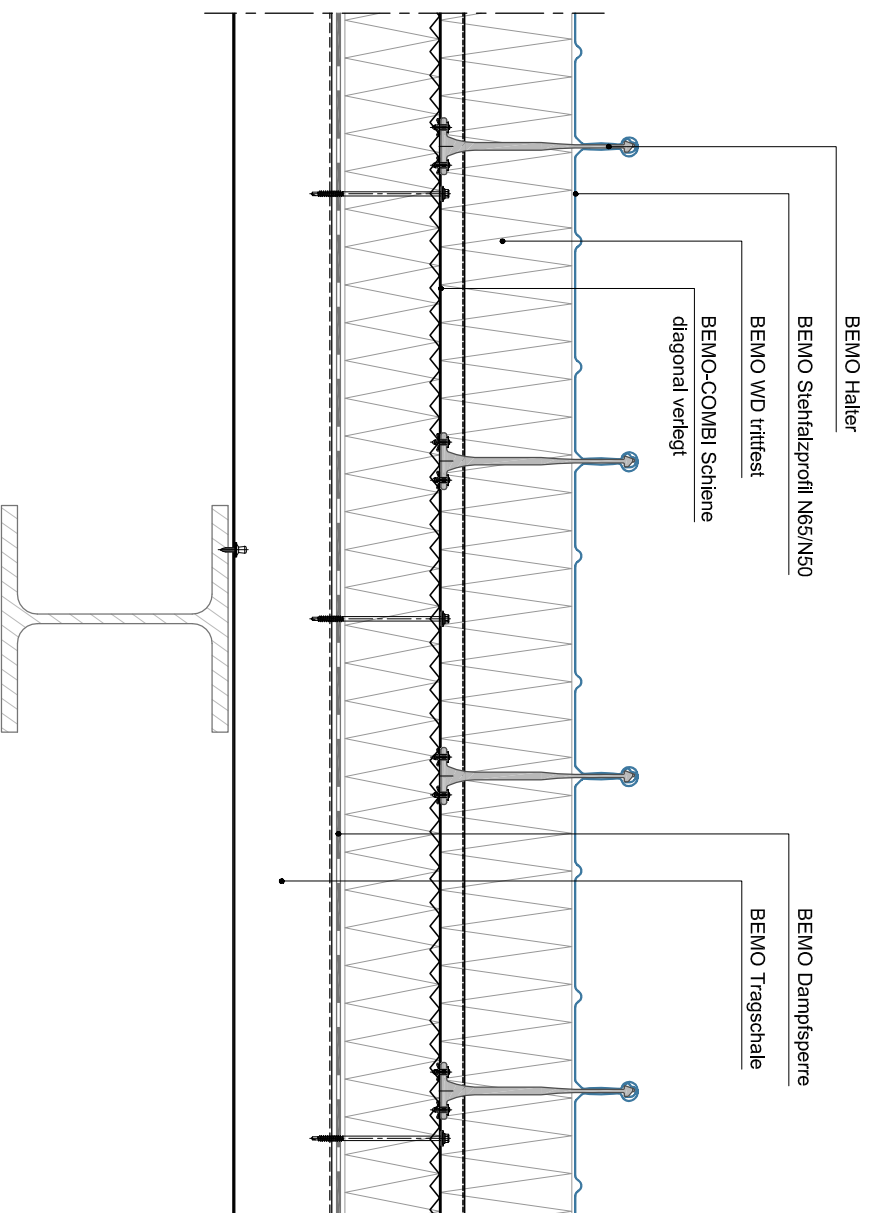 BEMO Halter
BEMO Stehfalzprofil N65/N50
BEMO WD trittfest
BEMO-COMBI Schiene
diagonal verlegt
BEMO Dampfsperre
BEMO Tragschale